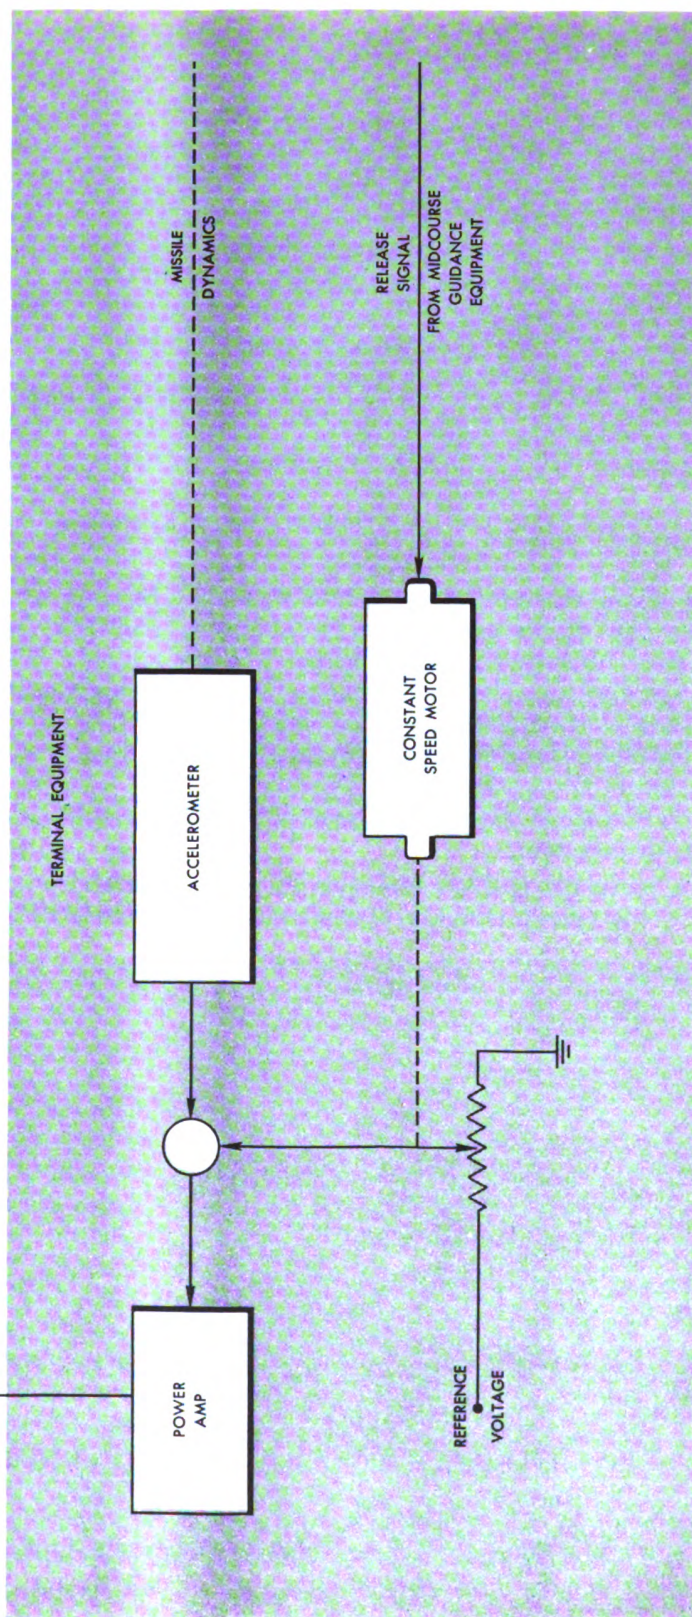 TERMINAL EQUIPMENT
POWER
AMP
ACCELEROMETER
MISSILE
DYNAMICS
REFERENCE
VOLTAGE
CONSTANT
SPEED MOTOR
RELEASE
SIGNAL
FROM MIDCOURSE
GUIDANCE
EQUIPMENT